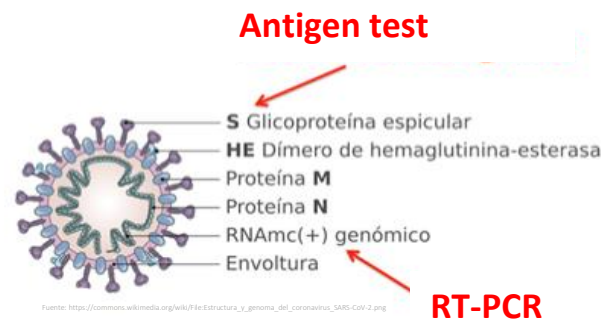 Antigen test
S Glicoproteína espicular
HE Dímero de hemaglutinina-esterasa
Proteína M
Proteína N
RNAmc(+) genómico
Envoltura
Fuente: https://commons.wikimedia.org/wiki/File:Estructura_y_genoma_del_coronavirus_SARS-CoV-2.png
RT-PCR